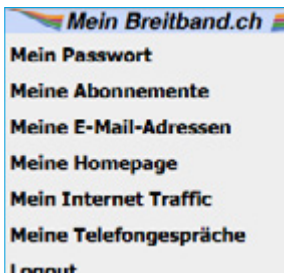 Mein Breitband.ch
Mein Passwort
Meine Abonnemente
Meine E-Mail-Adressen
Meine Homepage
Mein Internet Traffic
Meine Telefongespräche
Logout